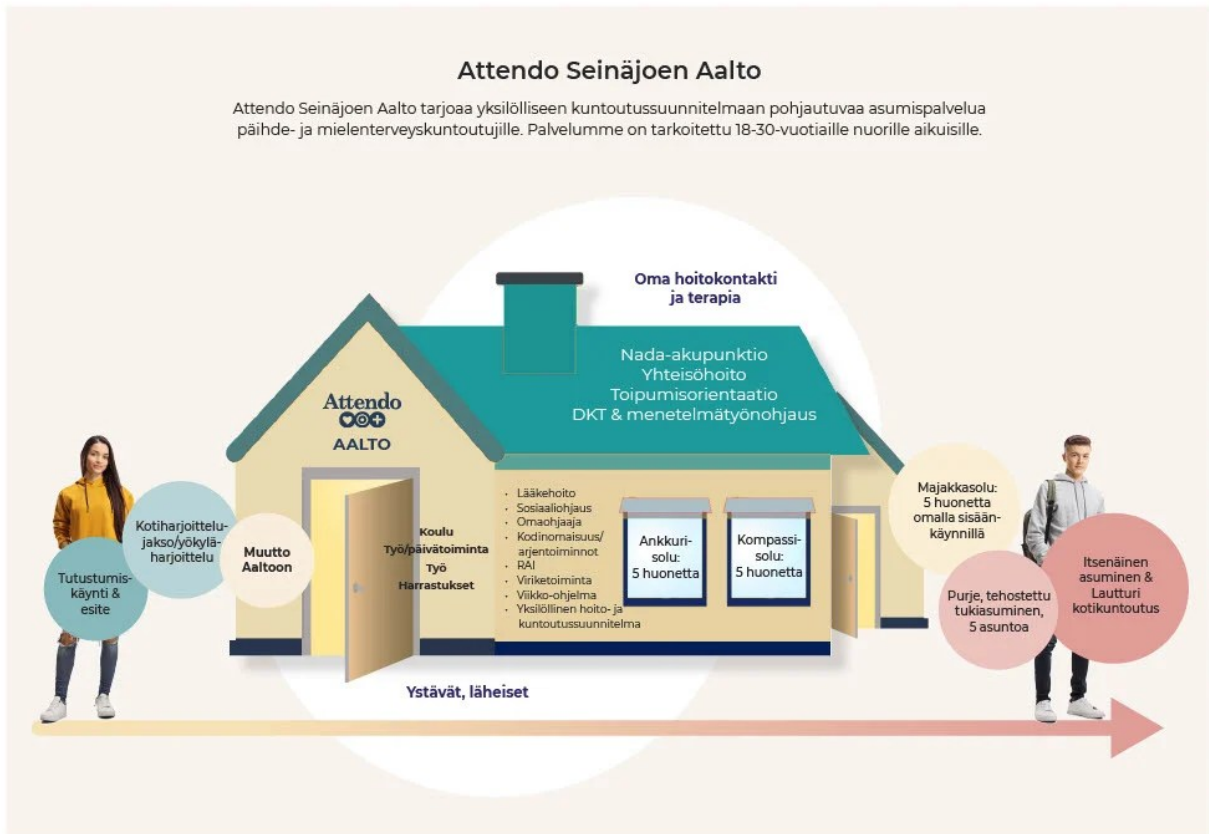 Attendo Seinäjoen Aalto
Attendo Seinäjoen Aalto tarjoaa yksilölliseen kuntoutussuunnitelmaan pohjautuvaa asumispalvelua
päihde- ja mielenterveyskuntoutujille. Palvelumme on tarkoitettu 18-30-vuotiaille nuorille aikuisille.
Oma hoitokontakti
ja terapia
Nada-akupunktio
Yhteisöhoito
Toipumisorientaatio
DKT & menetelmätyönohjaus
Attendo
AALTO
Tutustumis-
käynti &
esite
Kotiharjoittelu-
jakso/yökylä-
harjoittelu
Muutto
Aaltoon
Koulu
Työ/päivätoiminta
Työ
Harrastukset
· Lääkehoito
· Sosiaaliohjaus
· Omaohjaaja
· Kodinomaisuus/
arjentoiminnot
· RAI
· Viriketoiminta
· Viikko-ohjelma
· Yksilöllinen hoito- ja
kuntoutussuunnitelma
Ankkuri-
solu:
5 huonetta
Kompassi-
solu:
5 huonetta
Majakkasolu:
5 huonetta
omalla sisään-
käynnillä
Purje, tehostettu
tukiasuminen,
5 asuntoa
Itsenäinen
asuminen &
Lautturi
kotikuntoutus
Ystävät, läheiset